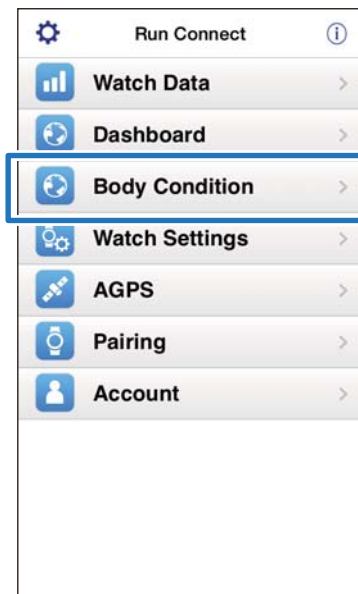 Run Connect
Watch Data
Dashboard
Body Condition
Watch Settings
AGPS
Pairing
Account